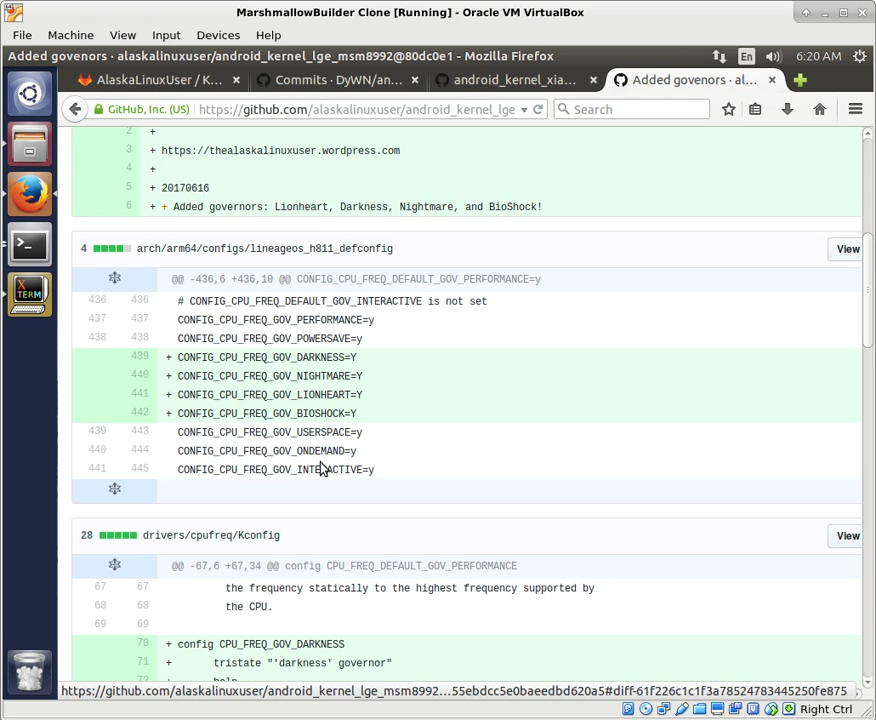 MarshmallowBuilder Clone [Running] - Oracle VM VirtualBox
File Machine View Input Devices Help
Added govenors · alaskalinuxuser/android_kernel_lge_msm8992@80dc0e1 - Mozilla Firefox
En
6:20 AM
AlaskaLinuxUser / K... ×
Commits · DyWN/an... ×
android_kernel_xia... ×
Added govenors · al... ×
GitHub, Inc. (US)
https://github.com/alaskalinuxuser/android_kernel_lge
Search
2 +
3 + https://thealaskalinuxuser.wordpress.com
4 +
5 + 20170616
6 + + Added governors: Lionheart, Darkness, Nightmare, and BioShock!
4 arch/arm64/configs/lineageos_h811_defconfig View
@@ -436,6 +436,10 @@ CONFIG_CPU_FREQ_DEFAULT_GOV_PERFORMANCE=y
436 436 # CONFIG_CPU_FREQ_DEFAULT_GOV_INTERACTIVE is not set
437 437 CONFIG_CPU_FREQ_GOV_PERFORMANCE=y
438 438 CONFIG_CPU_FREQ_GOV_POWERSAVE=y
439 + CONFIG_CPU_FREQ_GOV_DARKNESS=Y
440 + CONFIG_CPU_FREQ_GOV_NIGHTMARE=Y
441 + CONFIG_CPU_FREQ_GOV_LIONHEART=Y
442 + CONFIG_CPU_FREQ_GOV_BIOSHOCK=Y
439 443 CONFIG_CPU_FREQ_GOV_USERSPACE=y
440 444 CONFIG_CPU_FREQ_GOV_ONDEMAND=y
441 445 CONFIG_CPU_FREQ_GOV_INTERACTIVE=y
28 drivers/cpufreq/Kconfig View
@@ -67,6 +67,34 @@ config CPU_FREQ_DEFAULT_GOV_PERFORMANCE
67 67 the frequency statically to the highest frequency supported by
68 68 the CPU.
69 69
70 + config CPU_FREQ_GOV_DARKNESS
71 + tristate "'darkness' governor"
72 + help
https://github.com/alaskalinuxuser/android_kernel_lge_msm8992...55ebdcc5e0baeedbd620a5#diff-61f226c1c1f3a78524783445250fe875
X TERM
Right Ctrl